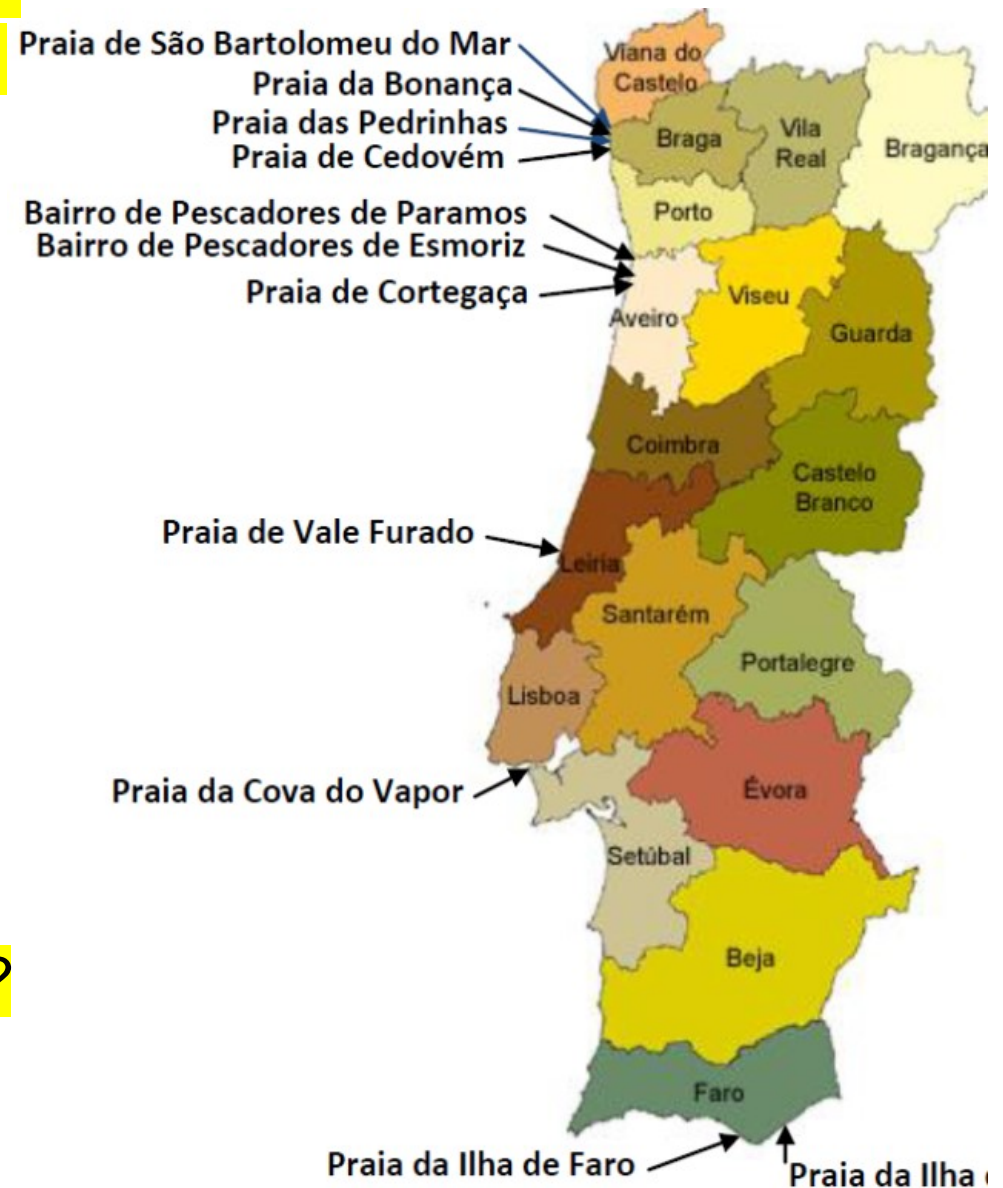 Praia de São Bartolomeu do Mar
Praia da Bonança
Praia das Pedrinhas
Praia de Cedovém
Bairro de Pescadores de Paramos
Bairro de Pescadores de Esmoriz
Praia de Cortegaça
Praia de Vale Furado
Praia da Cova do Vapor
?
Praia da Ilha de Faro
Praia da Ilha
Viana do
Castelo
Braga
Vila
Real
Bragança
Porto
Viseu
Aveiro
Guarda
Coimbra
Castelo
Branco
Leiria
Santarém
Portalegre
Lisboa
Évora
Setúbal
Beja
Faro